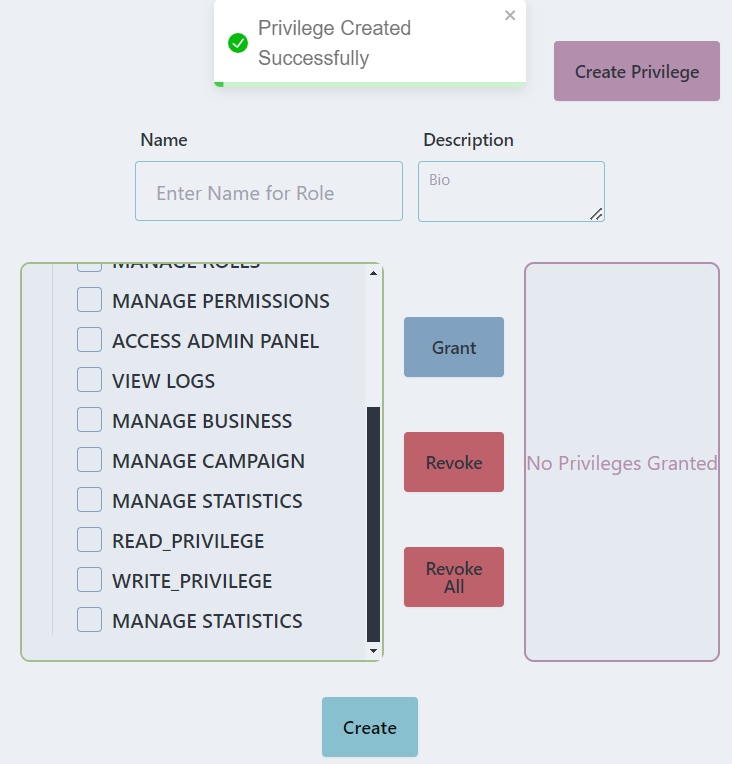 Privilege Created
Successfully
Create Privilege
Name
Description
Enter Name for Role
Bio
MANAGE ROLES
MANAGE PERMISSIONS
ACCESS ADMIN PANEL
VIEW LOGS
MANAGE BUSINESS
MANAGE CAMPAIGN
MANAGE STATISTICS
READ_PRIVILEGE
WRITE_PRIVILEGE
MANAGE STATISTICS
Grant
Revoke
Revoke
All
No Privileges Granted
Create